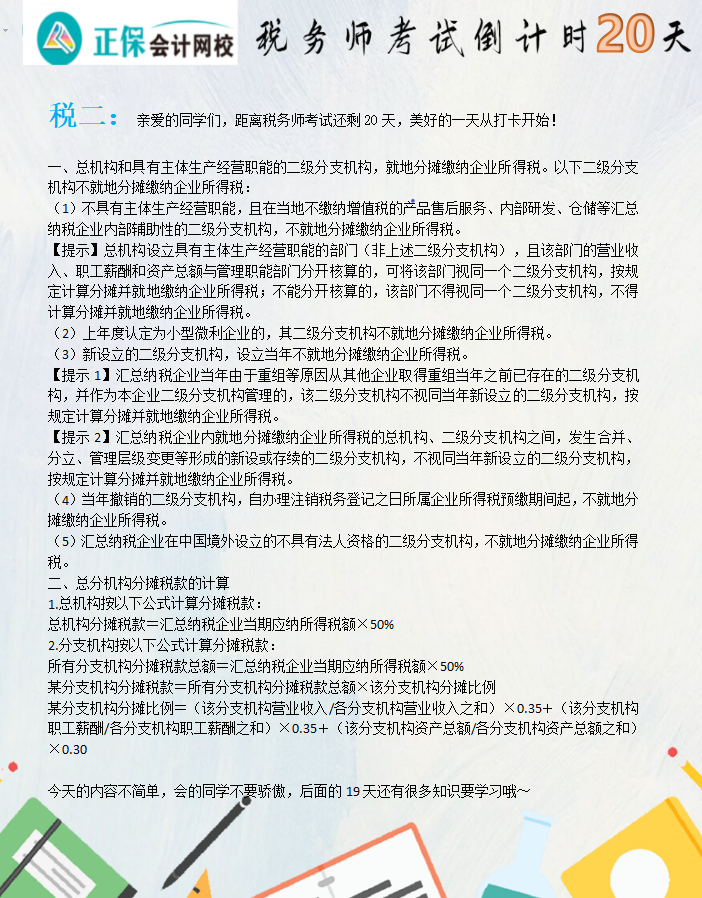 正保会计网校 税务师考试倒计时20天
税二：亲爱的同学们，距离税务师考试还剩 20 天，美好的一天从打卡开始！
一、总机构和具有主体生产经营职能的二级分支机构，就地分摊缴纳企业所得税。以下二级分支
机构不就地分摊缴纳企业所得税：
（1）不具有主体生产经营职能，且在当地不缴纳增值税的产品售后服务、内部研发、仓储等汇总
纳税企业内部辅助性的二级分支机构，不就地分摊缴纳企业所得税。
【提示】总机构设立具有主体生产经营职能的部门（非上述二级分支机构），且该部门的营业收
入、职工薪酬和资产总额与管理职能部门分开核算的，可将该部门视同一个二级分支机构，按规
定计算分摊并就地缴纳企业所得税；不能分开核算的，该部门不得视同一个二级分支机构，不得
计算分摊并就地缴纳企业所得税。
（2）上年度认定为小型微利企业的，其二级分支机构不就地分摊缴纳企业所得税。
（3）新设立的二级分支机构，设立当年不就地分摊缴纳企业所得税。
【提示 1】汇总纳税企业当年由于重组等原因从其他企业取得重组当年之前已存在的二级分支机
构，并作为本企业二级分支机构管理的，该二级分支机构不视同当年新设立的二级分支机构，按
规定计算分摊并就地缴纳企业所得税。
【提示 2】汇总纳税企业内就地分摊缴纳企业所得税的总机构、二级分支机构之间，发生合并、
分立、管理层级变更等形成的新设或存续的二级分支机构，不视同当年新设立的二级分支机构，
按规定计算分摊并就地缴纳企业所得税。
（4）当年撤销的二级分支机构，自办理注销税务登记之日所属企业所得税预缴期间起，不就地分
摊缴纳企业所得税。
（5）汇总纳税企业在中国境外设立的不具有法人资格的二级分支机构，不就地分摊缴纳企业所得
税。
二、总分机构分摊税款的计算
1.总机构按以下公式计算分摊税款：
总机构分摊税款＝汇总纳税企业当期应纳所得税额×50%
2.分支机构按以下公式计算分摊税款：
所有分支机构分摊税款总额＝汇总纳税企业当期应纳所得税额×50%
某分支机构分摊税款＝所有分支机构分摊税款总额×该分支机构分摊比例
某分支机构分摊比例＝（该分支机构营业收入/各分支机构营业收入之和）×0.35＋（该分支机构
职工薪酬/各分支机构职工薪酬之和）×0.35＋（该分支机构资产总额/各分支机构资产总额之和）
×0.30
今天的内容不简单，会的同学不要骄傲，后面的 19 天还有很多知识要学习哦～